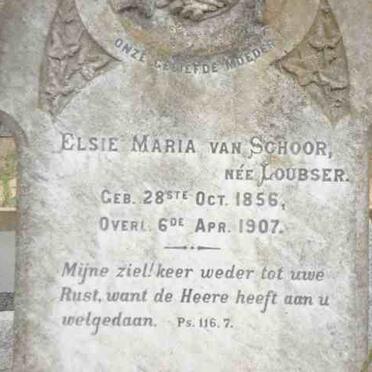 ONZE GELIEFDE MOEDER
ELSIE MARIA VAN SCHOOR,
NÉE LOUBSER.
GEB. 28STE OCT. 1856,
OVERL. 6DE APR. 1907.
Mijne ziel! keer weder tot uwe
Rust, want de Heere heeft aan u
welgedaan. Ps. 116. 7.